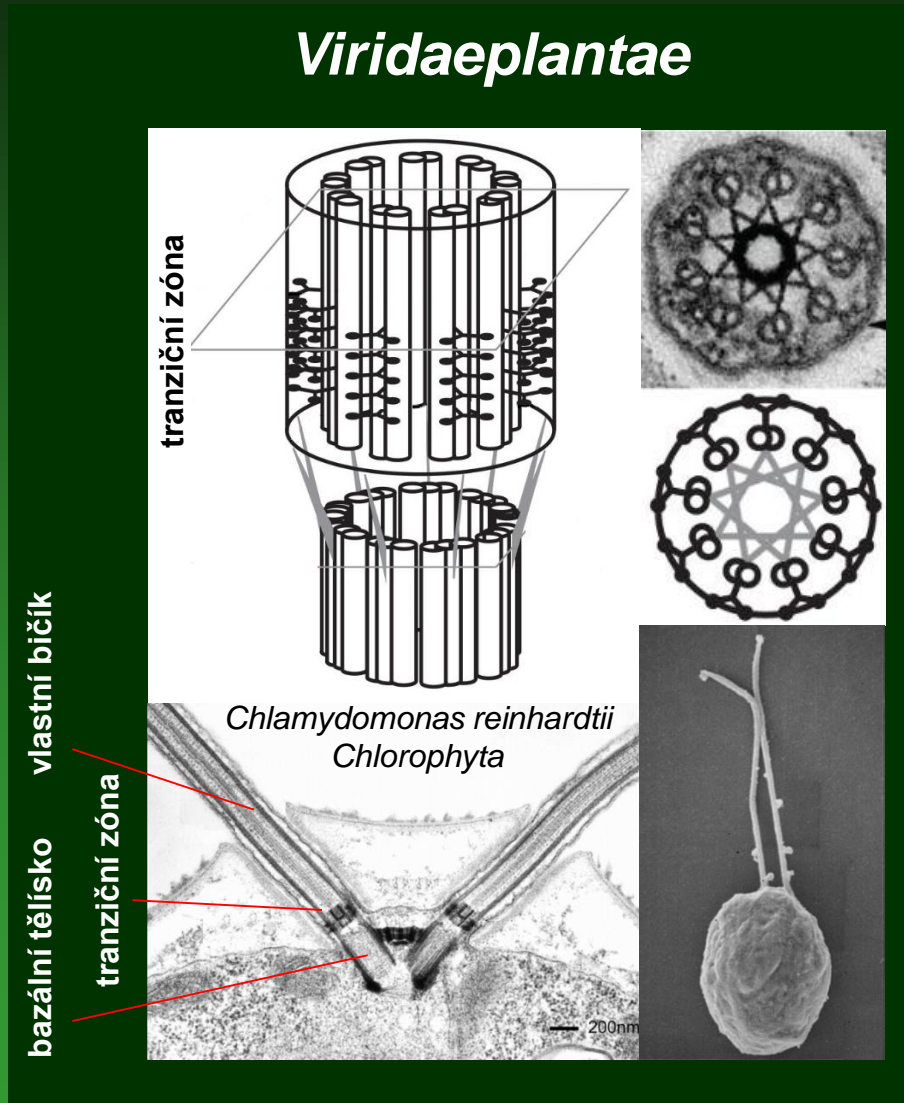 Viridaeplantae
tranziční zóna
Chlamydomonas reinhardtii
Chlorophyta
vlastní bičík
tranziční zóna
bazální tělísko
200nm